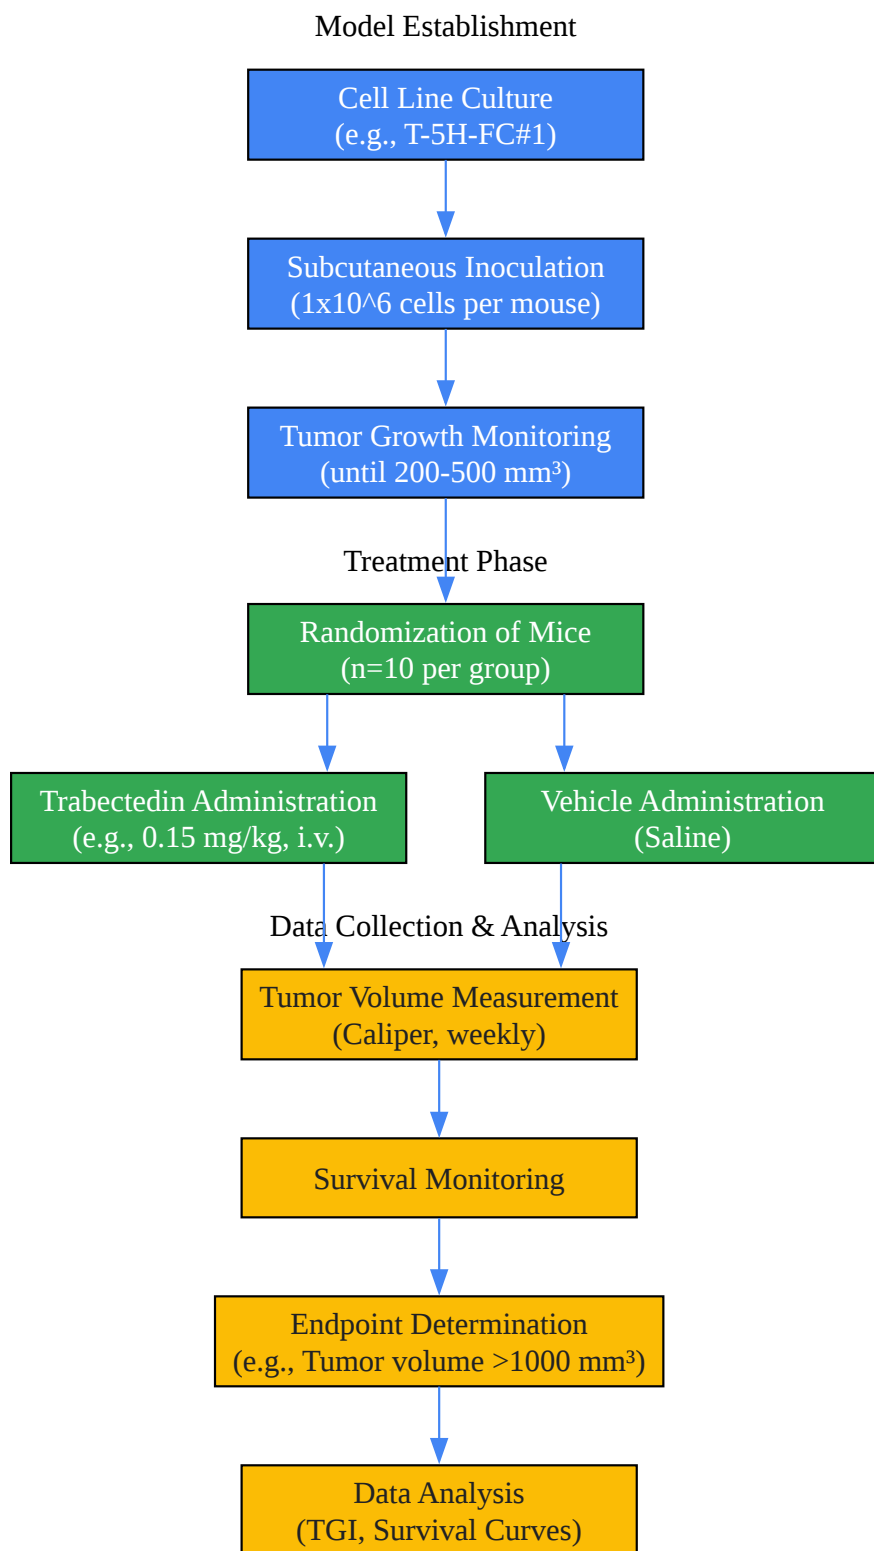 Model Establishment
Cell Line Culture
(e.g., T-5H-FC#1)
Subcutaneous Inoculation
(1x10^6 cells per mouse)
Tumor Growth Monitoring
(until 200-500 mm³)
Treatment Phase
Randomization of Mice
(n=10 per group)
Trabectedin Administration
(e.g., 0.15 mg/kg, i.v.)
Vehicle Administration
(Saline)
Data Collection & Analysis
Tumor Volume Measurement
(Caliper, weekly)
Survival Monitoring
Endpoint Determination
(e.g., Tumor volume >1000 mm³)
Data Analysis
(TGI, Survival Curves)